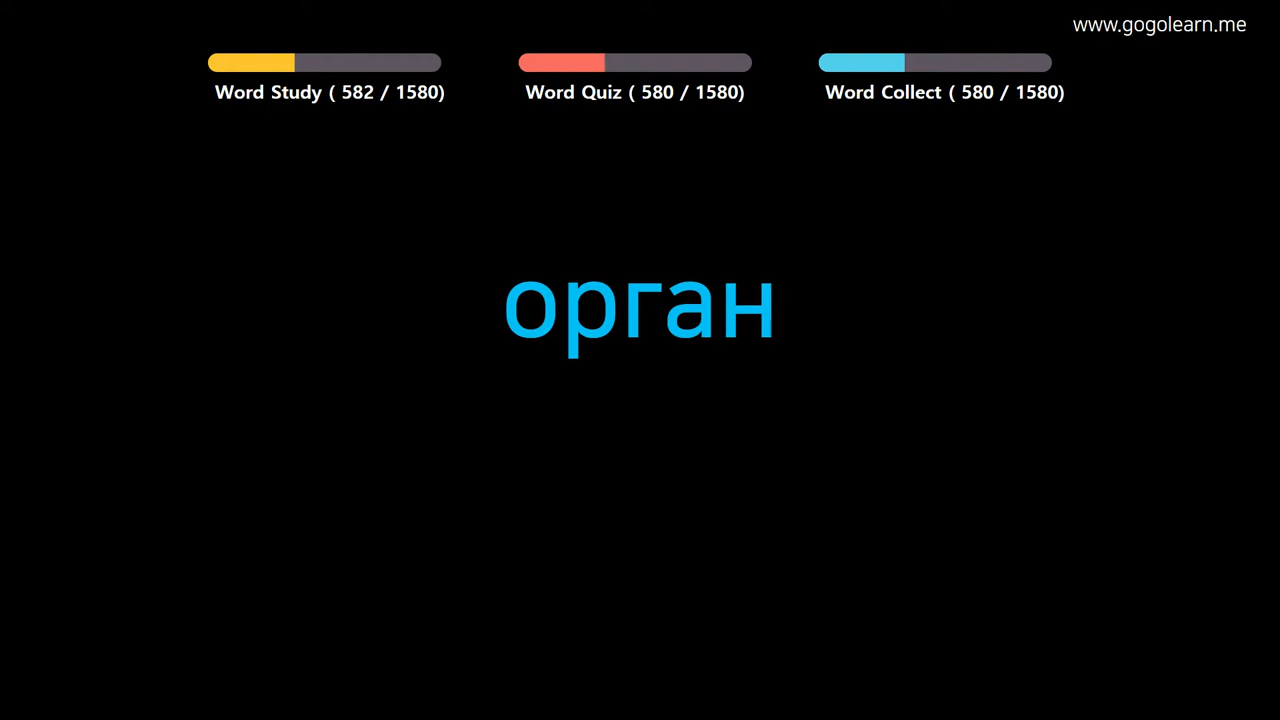 www.gogolearn.me
Word Study ( 582 / 1580)
Word Quiz ( 580 / 1580)
Word Collect ( 580 / 1580)
орган